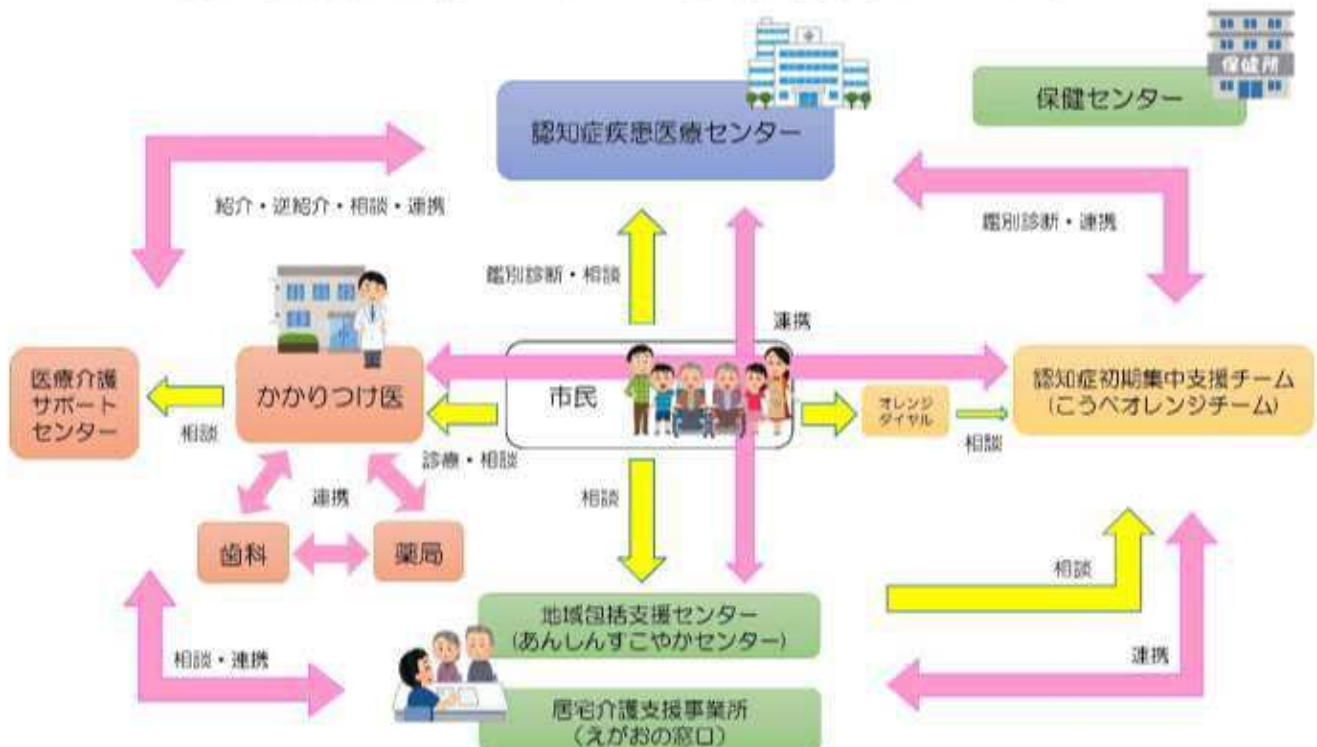 保健所
保健センター
認知症疾患医療センター
紹介・逆紹介・相談・連携
鑑別診断・連携
鑑別診断・相談
連携
医療介護
サポート
センター
相談
かかりつけ医
診療・相談
市民
オレンジ
ダイヤル
相談
認知症初期集中支援チーム
(こうべオレンジチーム)
連携
歯科
薬局
相談
相談
地域包括支援センター
(あんしんすこやかセンター)
相談・連携
連携
居宅介護支援事業所
(えがおの窓口)